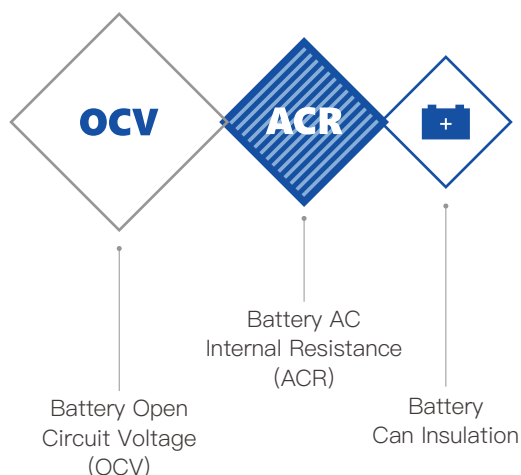 OCV
ACR
+
Battery AC
Internal Resistance
(ACR)
Battery Open
Circuit Voltage
(OCV)
Battery
Can Insulation